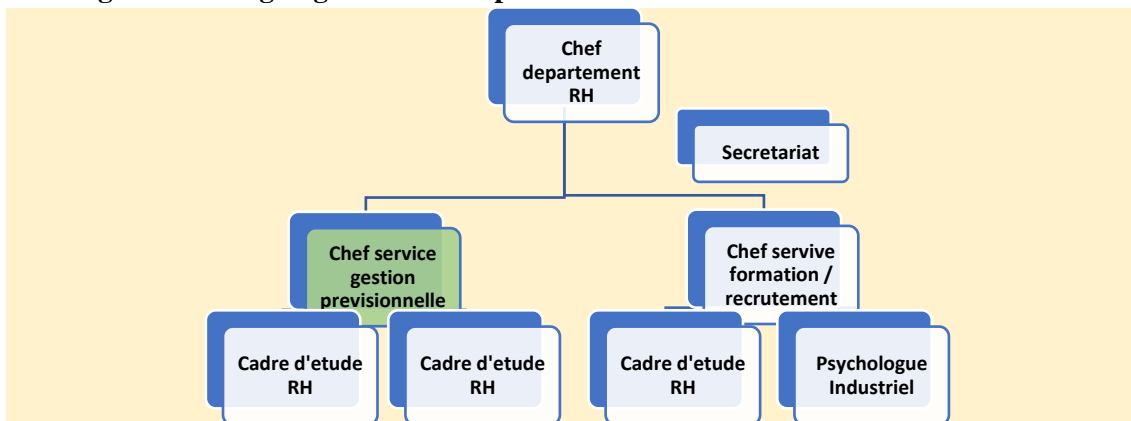 Chef
departement
RH
Secretariat
Chef service
gestion
previsionnelle
Chef servive
formation /
recrutement
Cadre d'etude
RH
Cadre d'etude
RH
Cadre d'etude
RH
Psychologue
Industriel